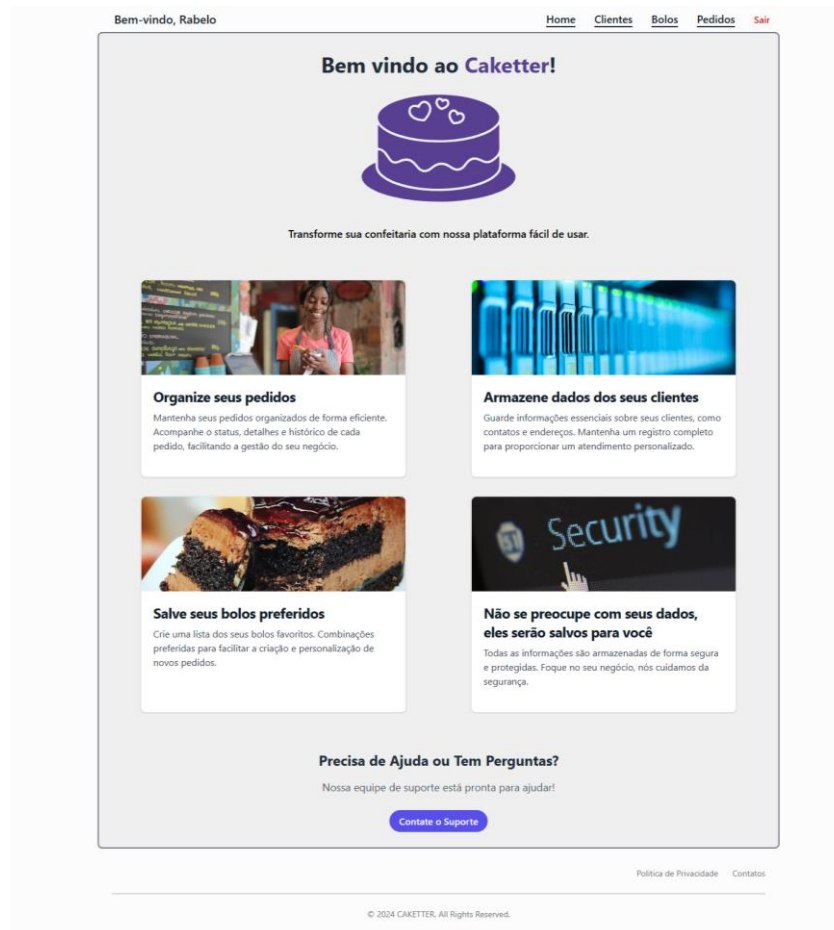 Bem-vindo, Rabelo
Home Clientes Bolos Pedidos Sair
Bem vindo ao Caketter!
Transforme sua confeitaria com nossa plataforma fácil de usar.
Organize seus pedidos
Mantenha seus pedidos organizados de forma eficiente.
Acompanhe o status, detalhes e histórico de cada
pedido, facilitando a gestão do seu negócio.
Armazene dados dos seus clientes
Guarde informações essenciais sobre seus clientes, como
contatos e endereços. Mantenha um registro completo
para proporcionar um atendimento personalizado.
Salve seus bolos preferidos
Crie uma lista dos seus bolos favoritos. Combinações
preferidas para facilitar a criação e personalização de
novos pedidos.
Security
Não se preocupe com seus dados,
eles serão salvos para você
Todas as informações são armazenadas de forma segura
e protegidas. Foque no seu negócio, nós cuidamos da
segurança.
Precisa de Ajuda ou Tem Perguntas?
Nossa equipe de suporte está pronta para ajudar!
Contate o Suporte
Política de Privacidade Contatos
© 2024 CAKETTER. All Rights Reserved.